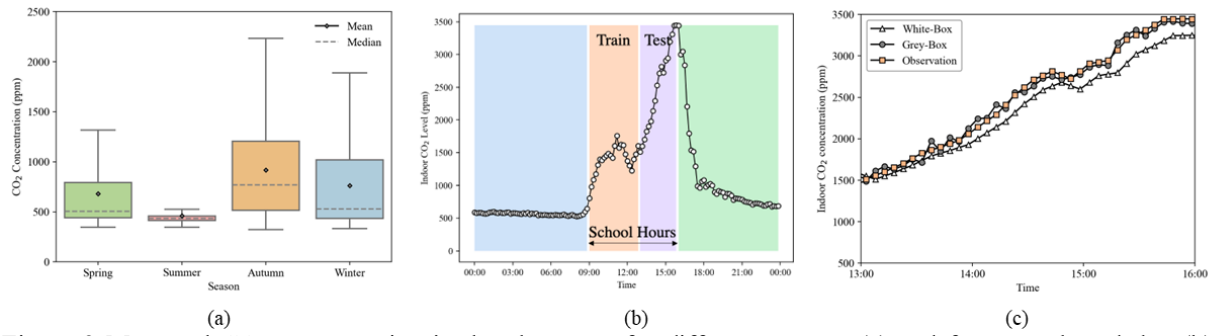 2500
2000
1500
1000
500
0
CO2 Concentration (ppm)
Mean
Median
Spring
Summer
Autumn
Winter
Season
(a)
3500
3000
2500
2000
1500
1000
500
0
Indoor CO2 Level (ppm)
Train
Test
School Hours
00:00
03:00
06:00
09:00
12:00
15:00
18:00
21:00
00:00
Time
(b)
3500
3000
2500
2000
1500
1000
500
Indoor CO2 concentration (ppm)
White-Box
Grey-Box
Observation
13:00
14:00
15:00
16:00
Time
(c)